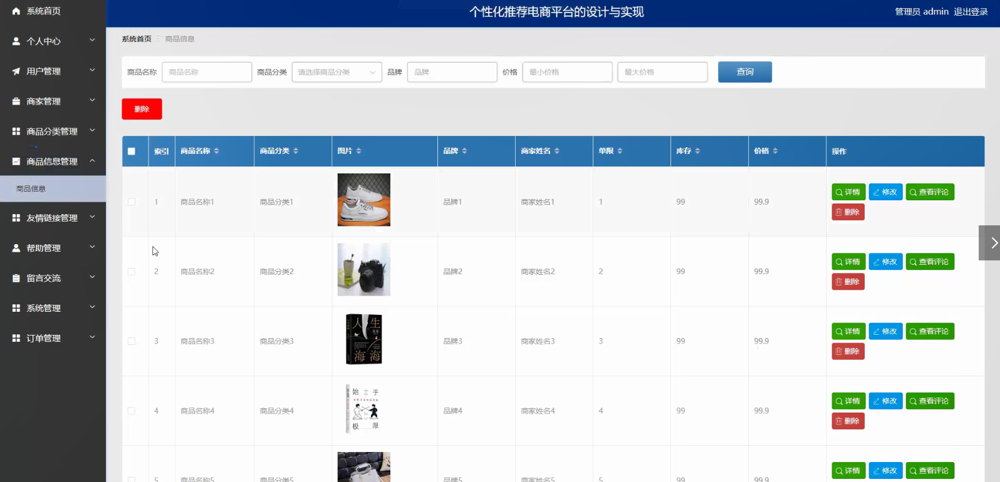 系统首页
个性化推荐电商平台的设计与实现
管理员 admin 退出登录
个人中心
用户管理
商家管理
商品分类管理
商品信息管理
商品信息
友情链接管理
帮助管理
留言交流
系统管理
订单管理
系统首页 商品信息
商品名称 商品名称 商品分类 请选择商品分类 品牌 品牌 价格 最小价格 最大价格 查询
删除
索引 商品名称 商品分类 图片 品牌 商家姓名 单限 库存 价格 操作
1 商品名称1 商品分类1 品牌1 商家姓名1 1 99 99.9 详情 修改 查看评论
删除
2 商品名称2 商品分类2 品牌2 商家姓名2 2 99 99.9 详情 修改 查看评论
删除
人生
海海
3 商品名称3 商品分类3 品牌3 商家姓名3 3 99 99.9 详情 修改 查看评论
删除
始于
极限
4 商品名称4 商品分类4 品牌4 商家姓名4 4 99 99.9 详情 修改 查看评论
删除
5 商品名称5 商品分类5 品牌5 商家姓名5 5 99 99.9 详情 修改 查看评论